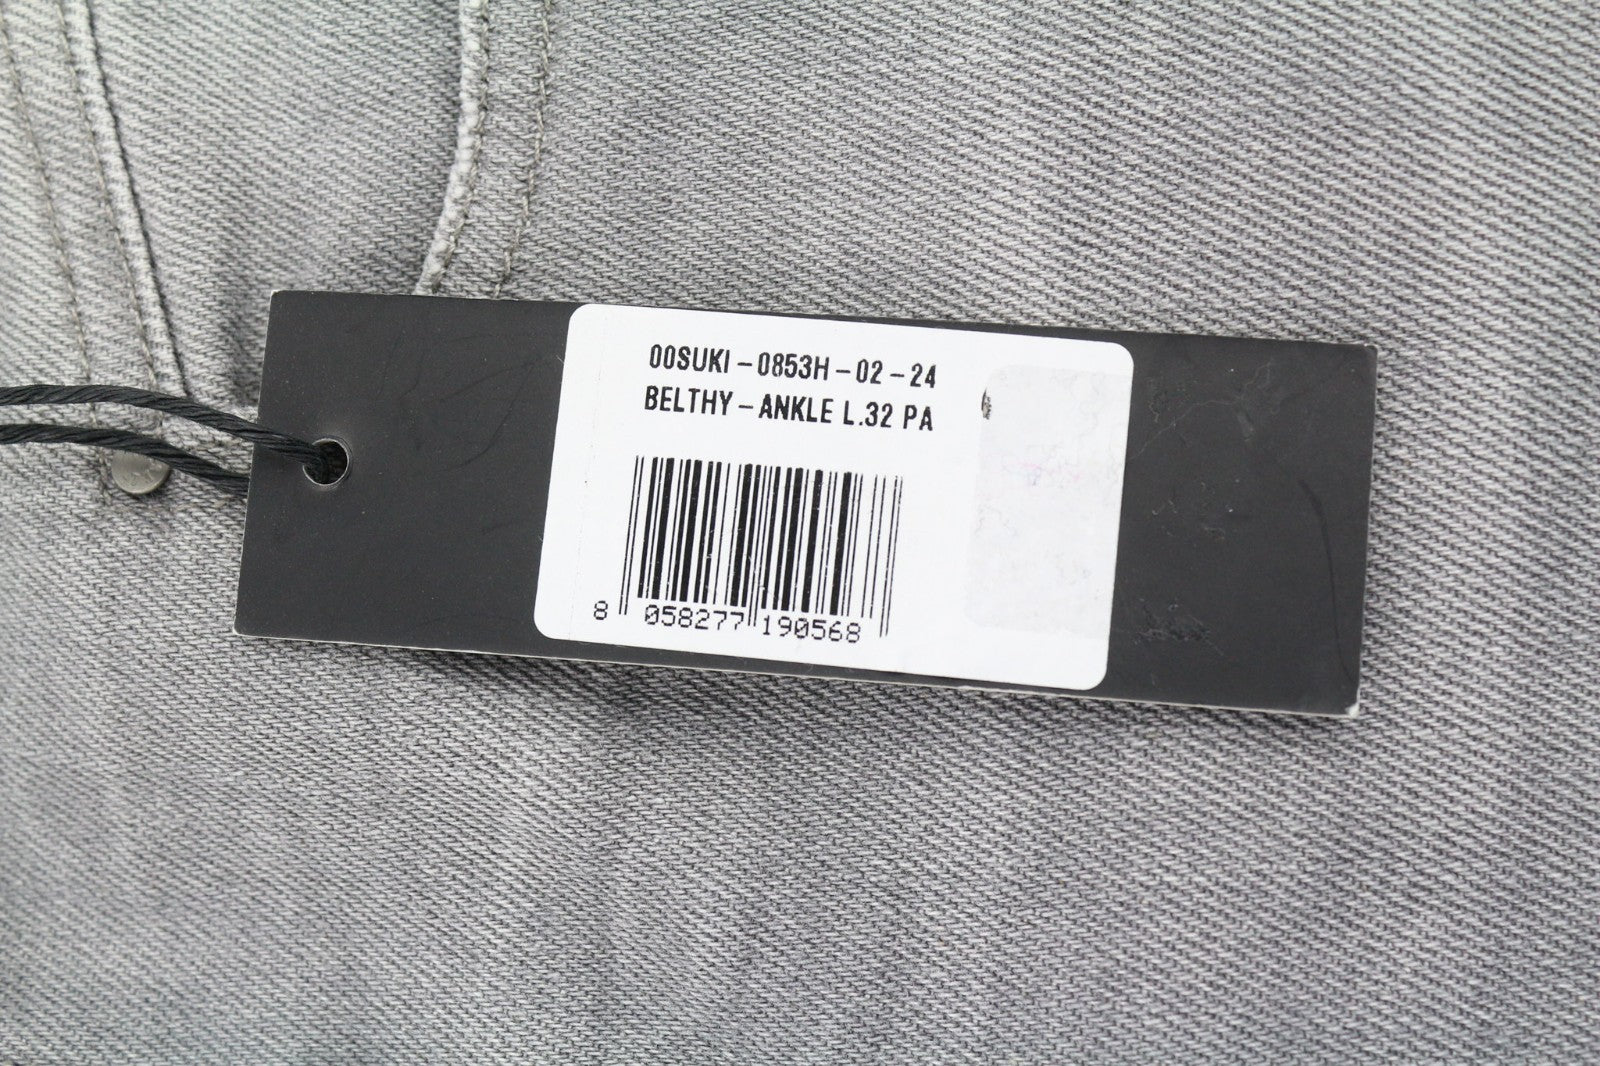 00SUKI-0853H-02-24
BELTHY-ANKLE L.32 PA
8 058277 190568